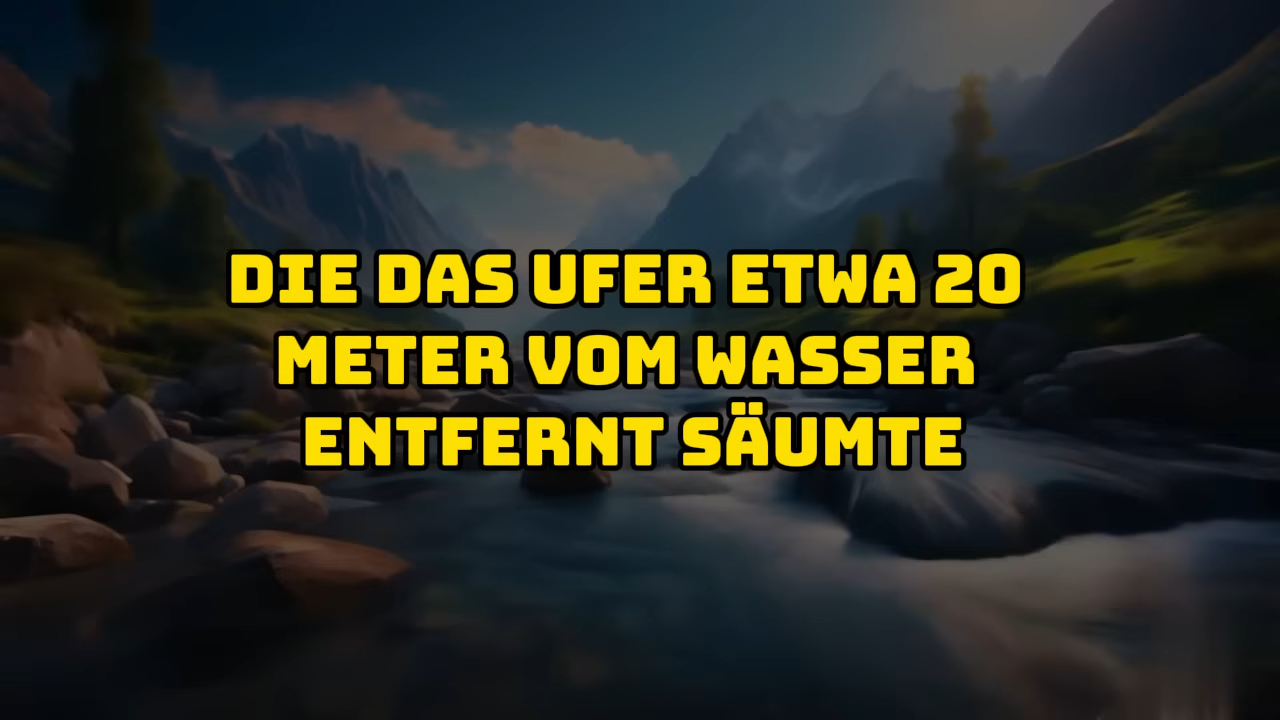 DIE DAS UFER ETWA 20
METER VOM WASSER
ENTFERNT SÄUMTE